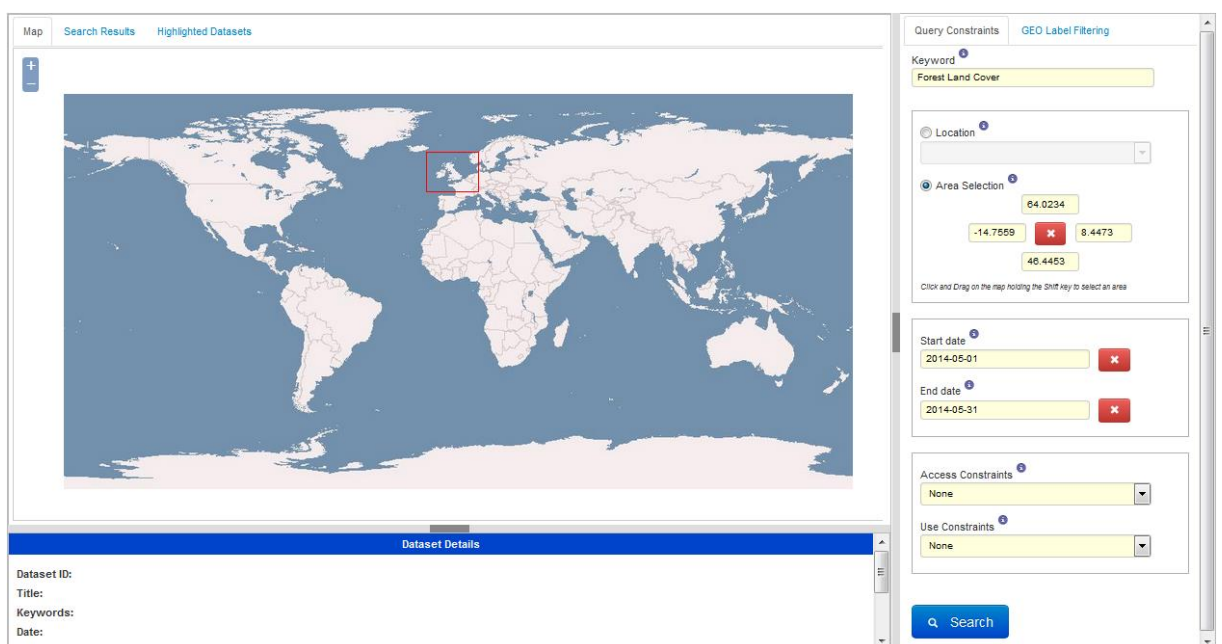 Map Search Results Highlighted Datasets
+
−
Dataset Details
Dataset ID:
Title:
Keywords:
Date:
Query Constraints GEO Label Filtering
Keyword
Forest Land Cover
Location
Area Selection
64.0234
-14.7559 8.4473
46.4453
Click and Drag on the map holding the Shift key to select an area
Start date
2014-05-01
End date
2014-05-31
Access Constraints
None
Use Constraints
None
Search